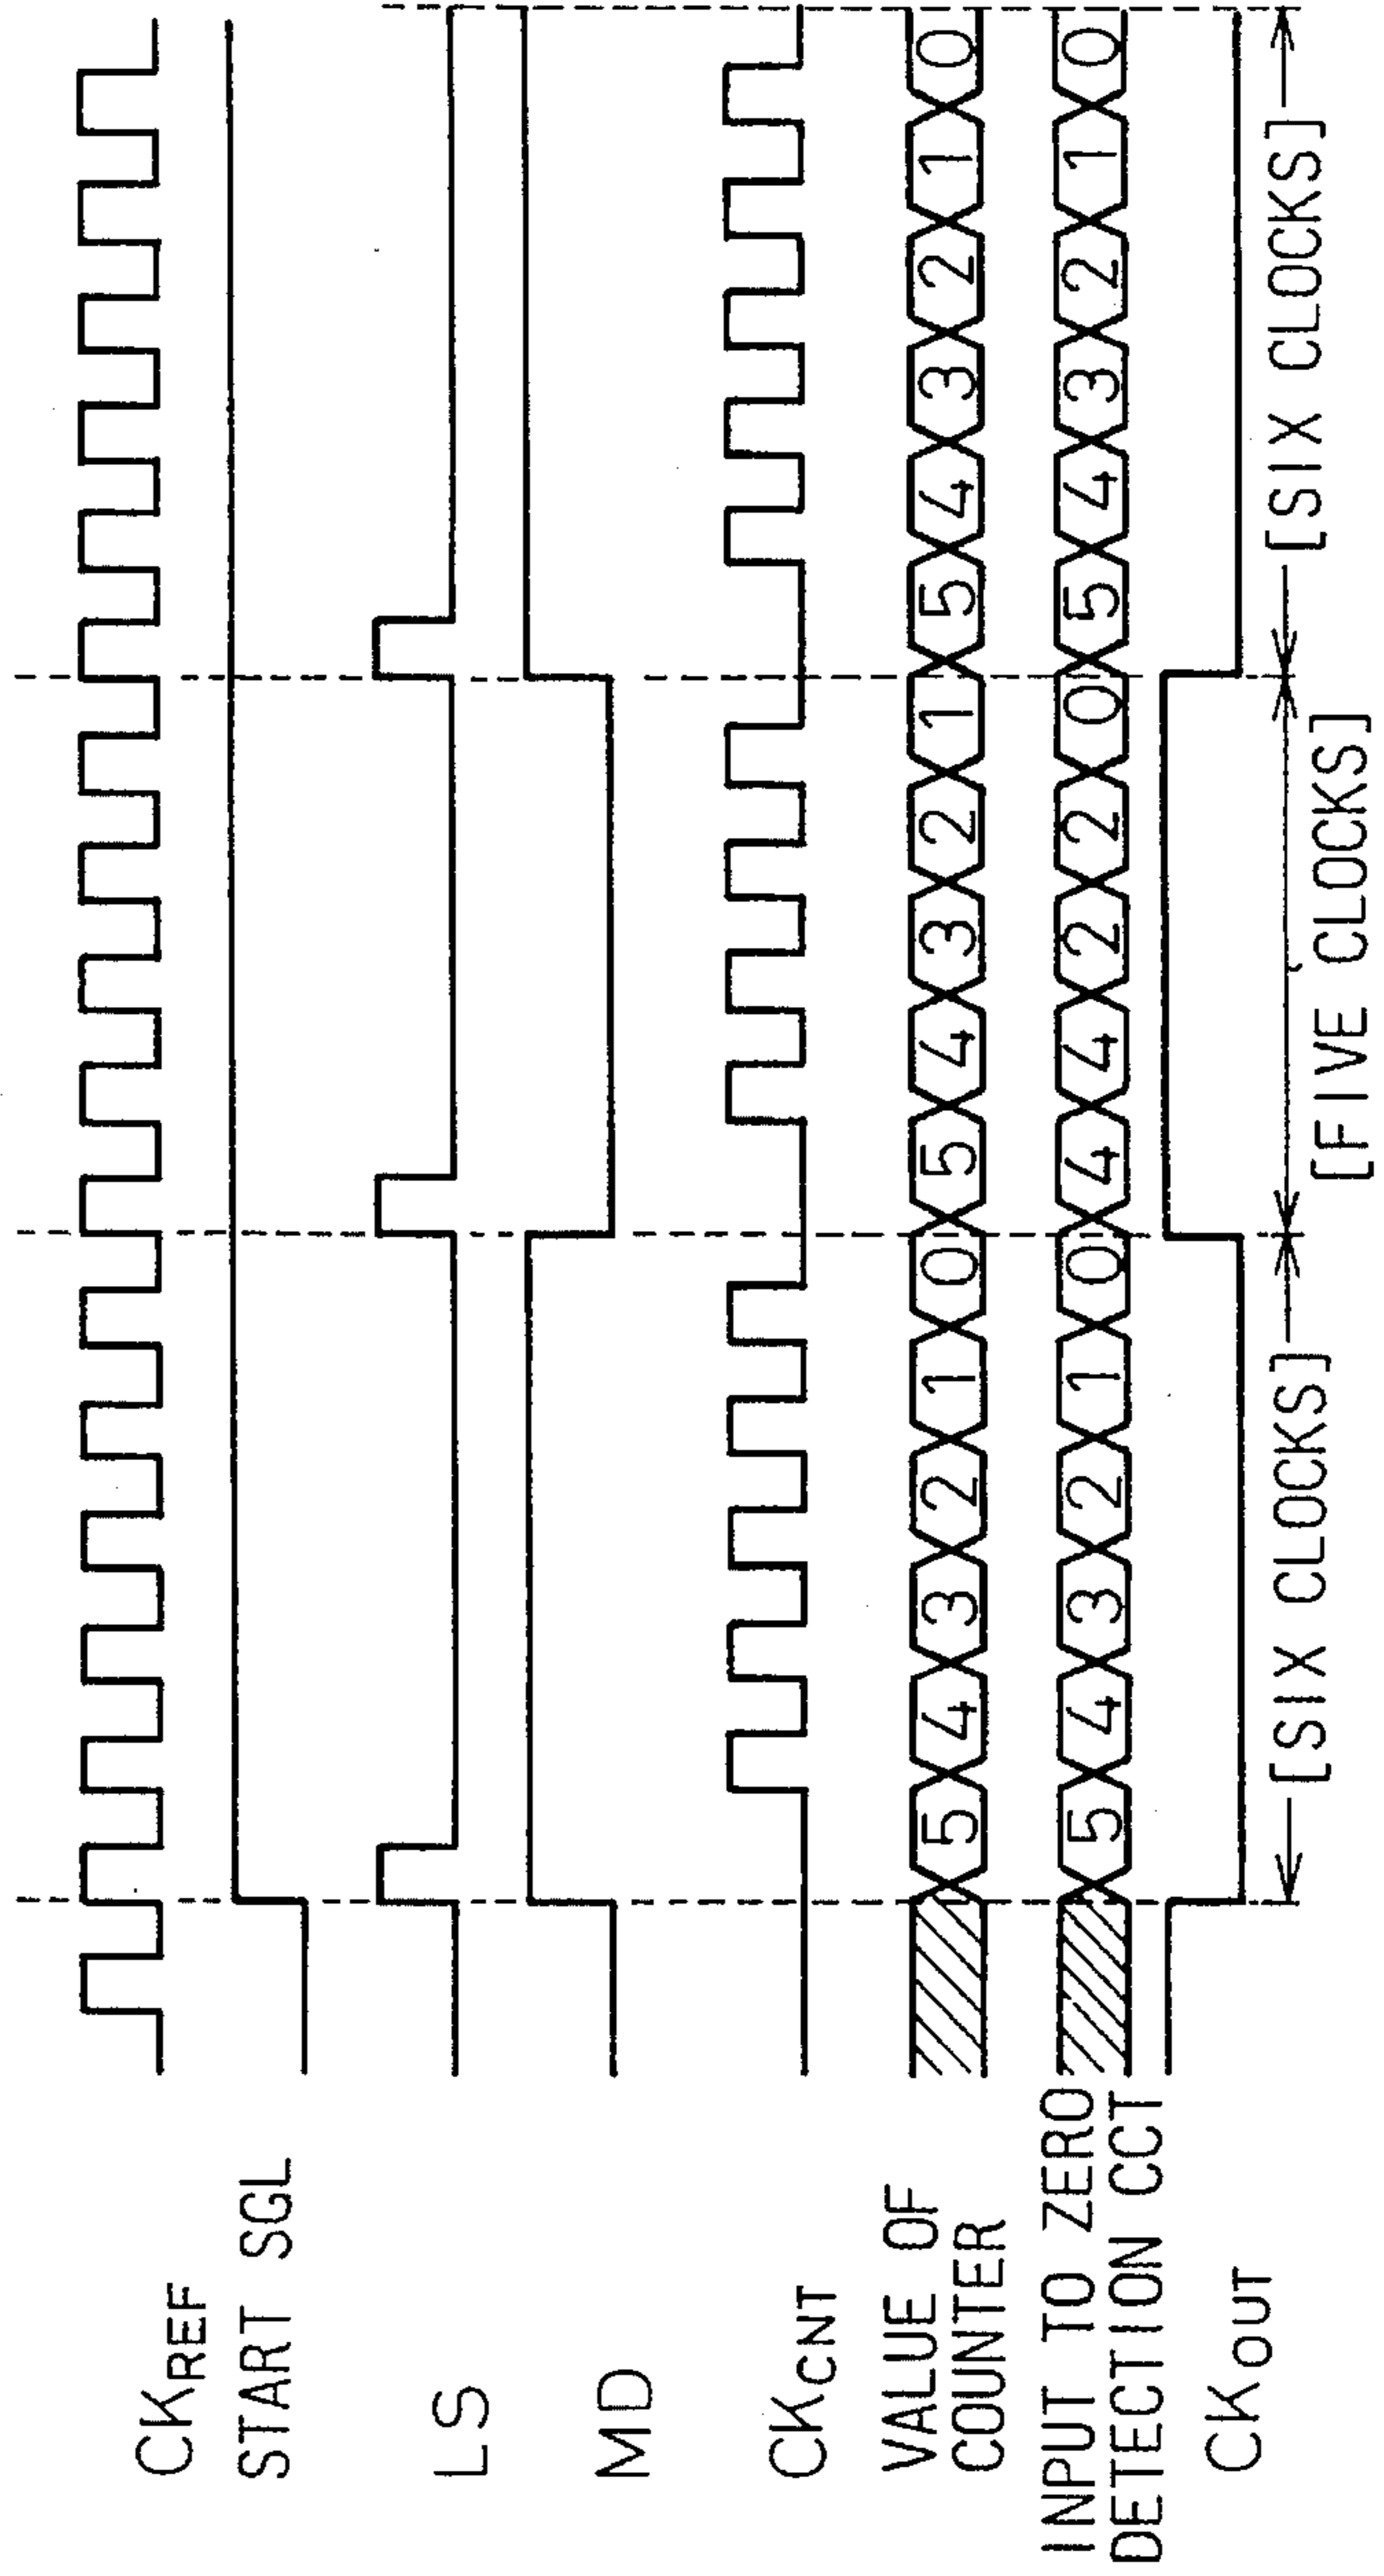 CKREF
START SGL
LS
MD
CKCNT
VALUE OF
COUNTER
5 4 3 2 1 0 5 4 3 2 1 5 4 3 2 1 0
INPUT TO ZERO
DETECTION CCT
5 4 3 2 1 0 4 4 2 2 0 5 4 3 2 1 0
CKOUT
[SIX CLOCKS]
[FIVE CLOCKS]
[SIX CLOCKS]